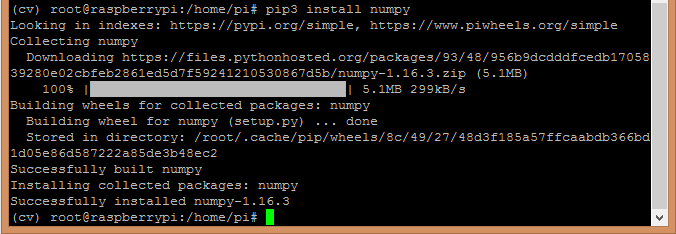 (cv) root@raspberrypi:/home/pi# pip3 install numpy
Looking in indexes: https://pypi.org/simple, https://www.piwheels.org/simple
Collecting numpy
  Downloading https://files.pythonhosted.org/packages/93/48/956b9dcdddfcedb17058
39280e02cbfeb2861ed5d7f59241210530867d5b/numpy-1.16.3.zip (5.1MB)
    100% |                                | 5.1MB 299kB/s
Building wheels for collected packages: numpy
  Building wheel for numpy (setup.py) ... done
  Stored in directory: /root/.cache/pip/wheels/8c/49/27/48d3f185a57ffcaabdb366bd
1d05e86d587222a85de3b48ec2
Successfully built numpy
Installing collected packages: numpy
Successfully installed numpy-1.16.3
(cv) root@raspberrypi:/home/pi#